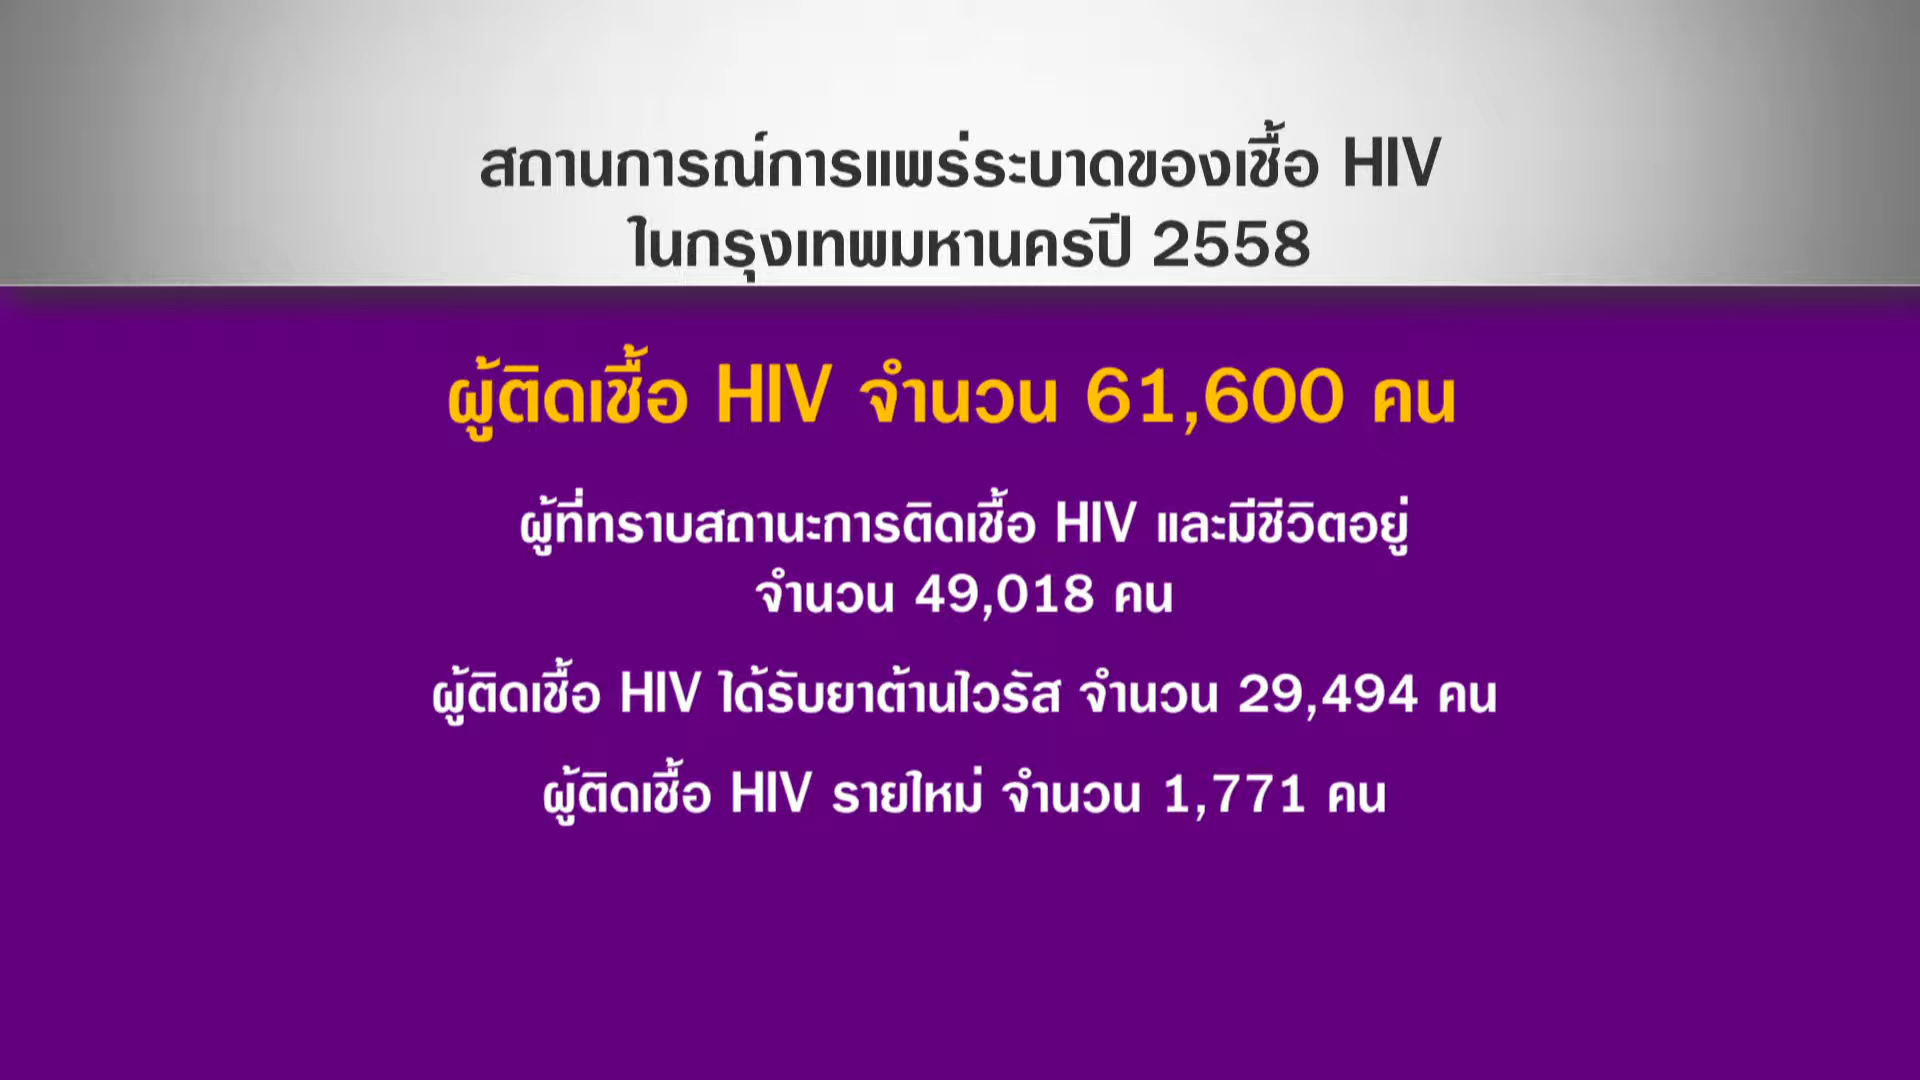 สถานการณ์การแพร่ระบาดของเชื้อ HIV
ในกรุงเทพมหานครปี 2558
ผู้ติดเชื้อ HIV จำนวน 61,600 คน
ผู้ที่ทราบสถานะการติดเชื้อ HIV และมีชีวิตอยู่
จำนวน 49,018 คน
ผู้ติดเชื้อ HIV ได้รับยาต้านไวรัส จำนวน 29,494 คน
ผู้ติดเชื้อ HIV รายใหม่ จำนวน 1,771 คน